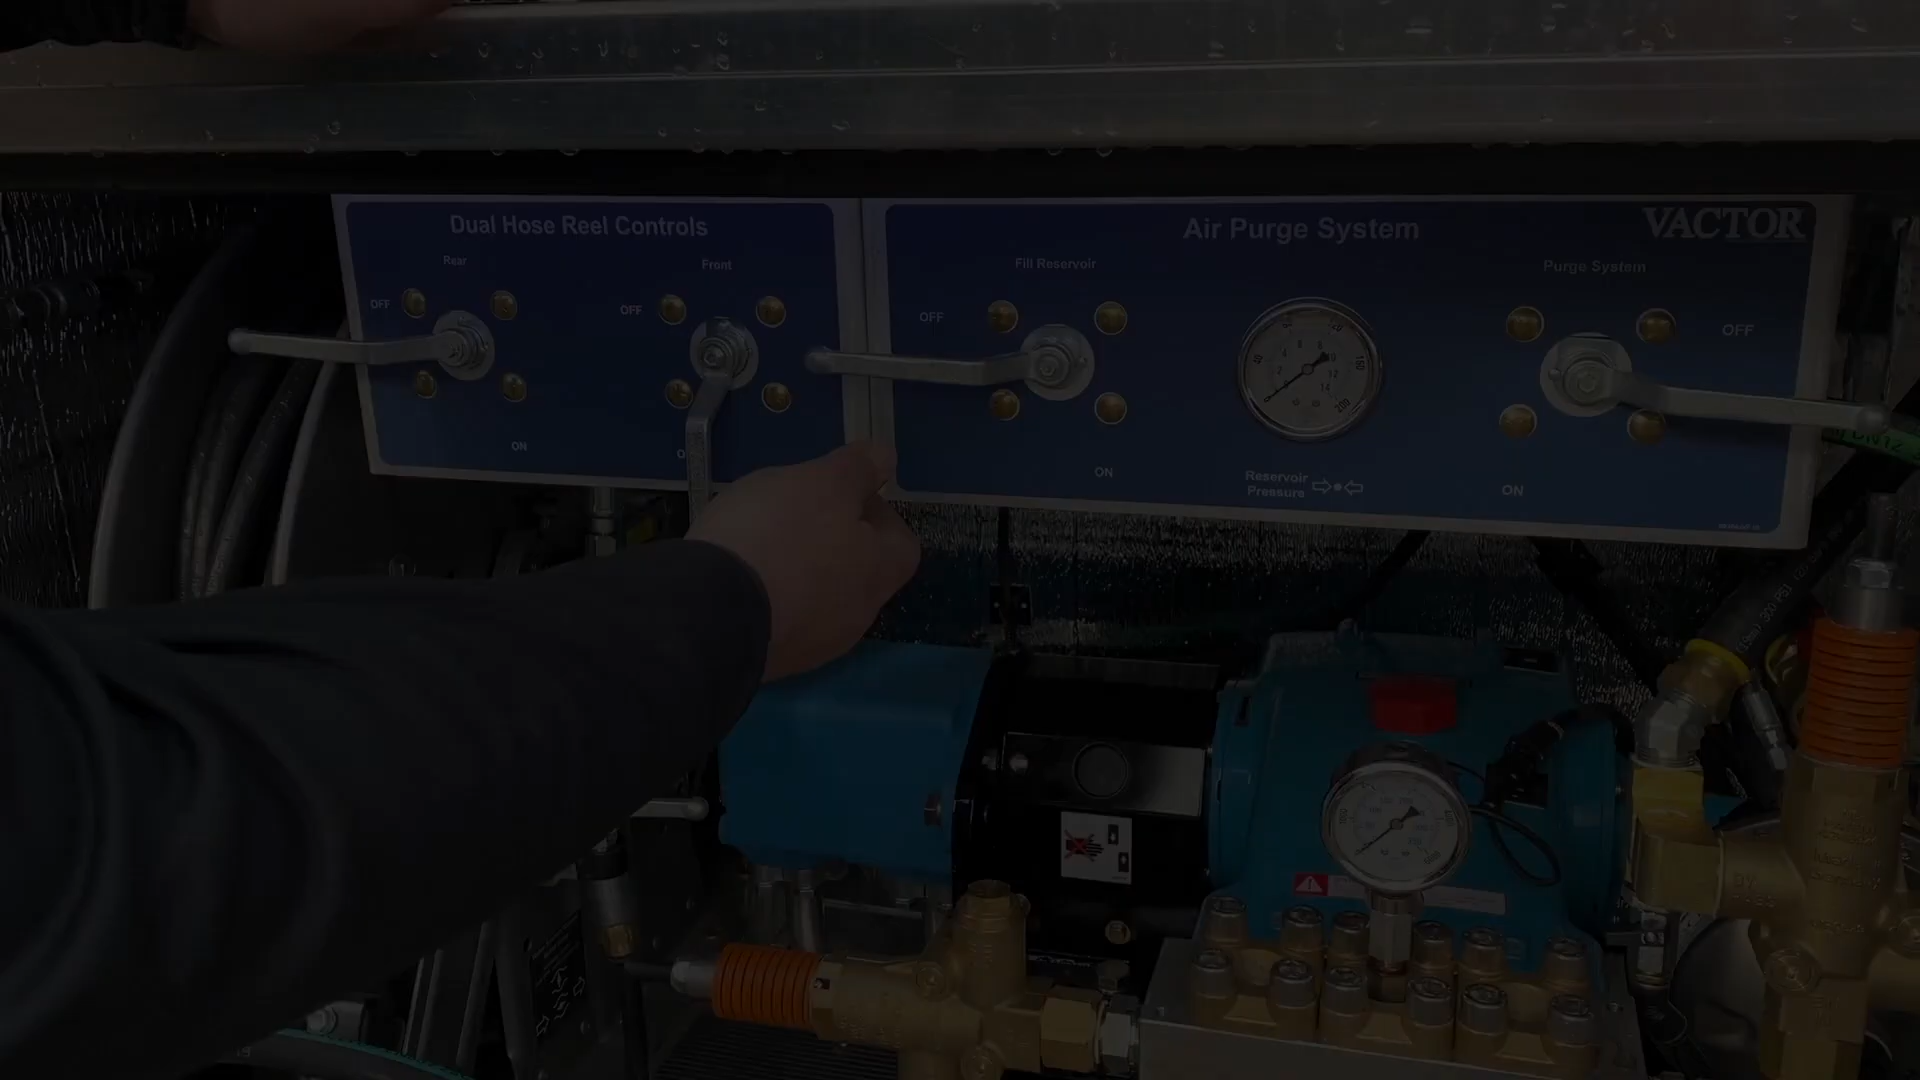 Dual Hose Reel Controls
Rear
Front
OFF
OFF
ON
Air Purge System
VACTOR
Fill Reservoir
Purge System
OFF
OFF
ON
ON
Reservoir
Pressure